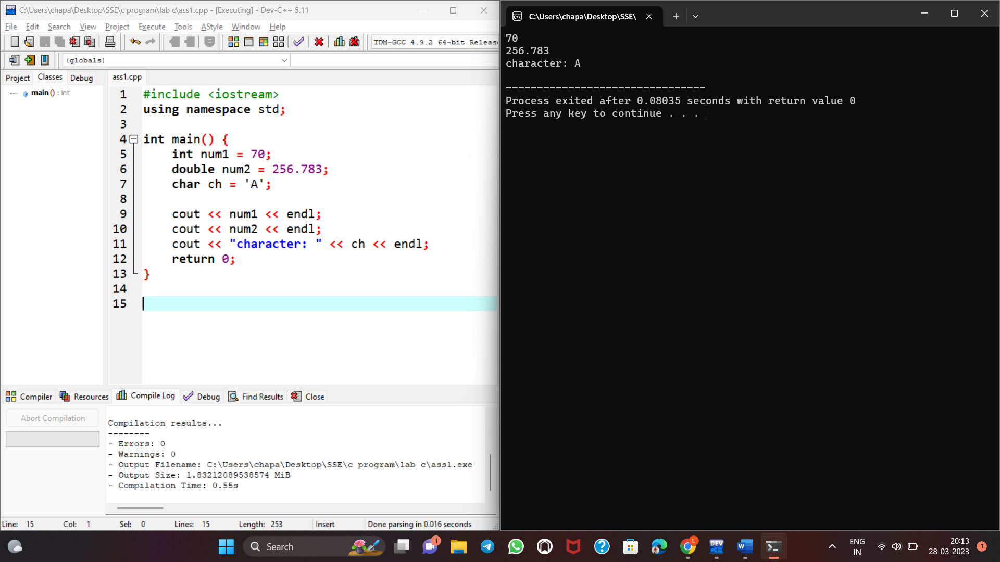 C:\Users\chapa\Desktop\SSE\c program\lab c\ass1.cpp - [Executing] - Dev-C++ 5.11
File Edit Search View Project Execute Tools AStyle Window Help
TDM-GCC 4.9.2 64-bit Releas
(globals)
Project Classes Debug
main () : int
ass1.cpp
1 #include <iostream>
2 using namespace std;
3
4 int main() {
5 int num1 = 70;
6 double num2 = 256.783;
7 char ch = 'A';
8
9 cout << num1 << endl;
10 cout << num2 << endl;
11 cout << "character: " << ch << endl;
12 return 0;
13 }
14
15
Compiler Resources Compile Log Debug Find Results Close
Abort Compilation
Compilation results...
--------
- Errors: 0
- Warnings: 0
- Output Filename: C:\Users\chapa\Desktop\SSE\c program\lab c\ass1.exe
- Output Size: 1.83212089538574 MiB
- Compilation Time: 0.55s
Line: 15 Col: 1 Sel: 0 Lines: 15 Length: 253 Insert Done parsing in 0.016 seconds
C:\Users\chapa\Desktop\SSE\
70
256.783
character: A
--------------------------------
Process exited after 0.08035 seconds with return value 0
Press any key to continue . . .
Search
1
L
DEV
C++
W
ENG
IN
20:13
28-03-2023
1